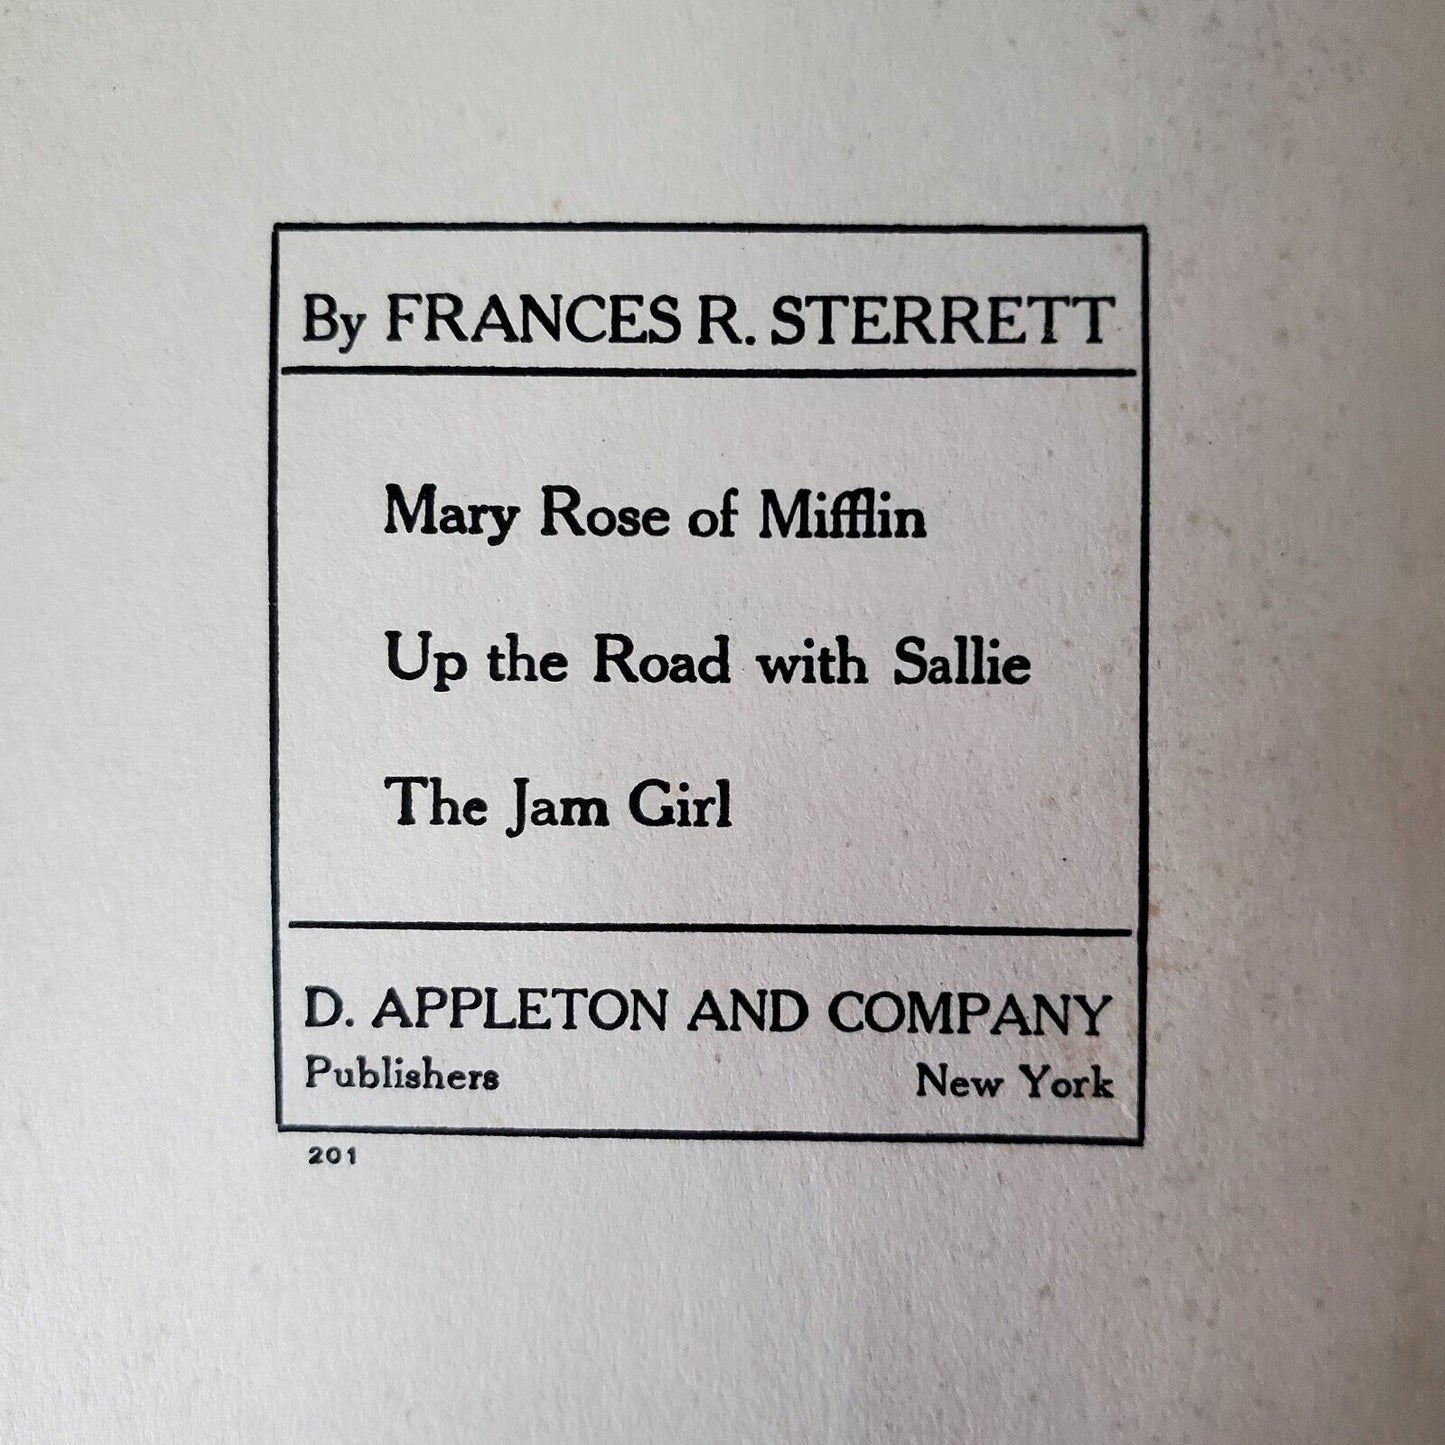 By FRANCES R. STERRETT
Mary Rose of Mifflin
Up the Road with Sallie
The Jam Girl
D. APPLETON AND COMPANY
Publishers New York
201